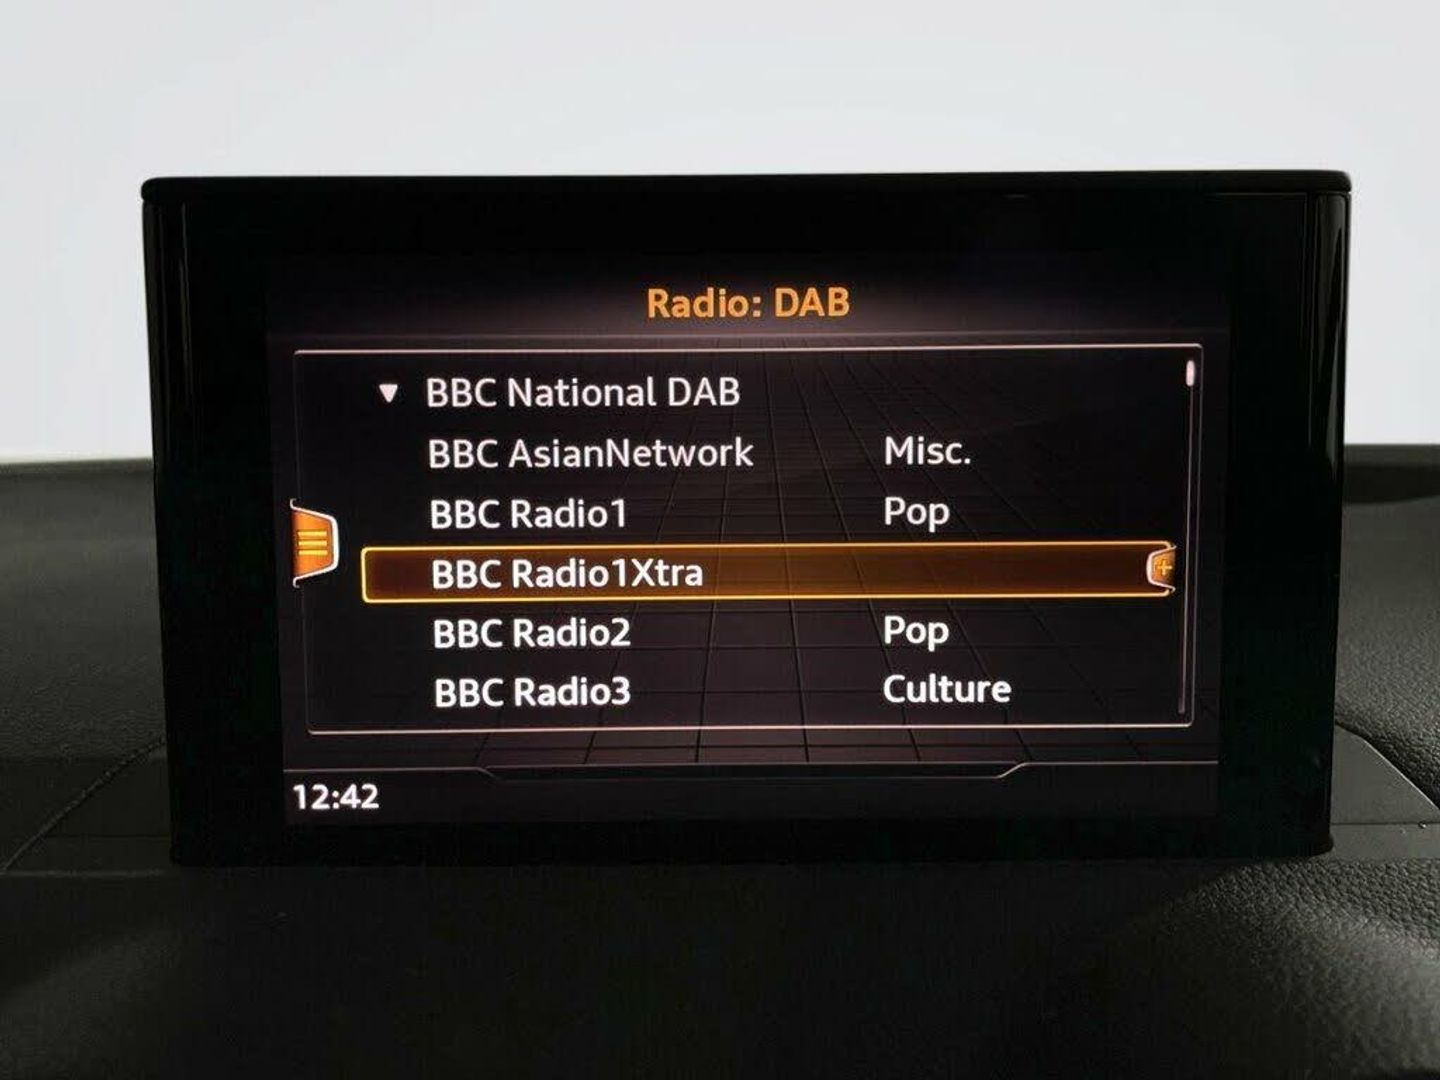 Radio: DAB
BBC National DAB
BBC AsianNetwork Misc.
BBC Radio1 Pop
BBC Radio1Xtra
BBC Radio2 Pop
BBC Radio3 Culture
12:42